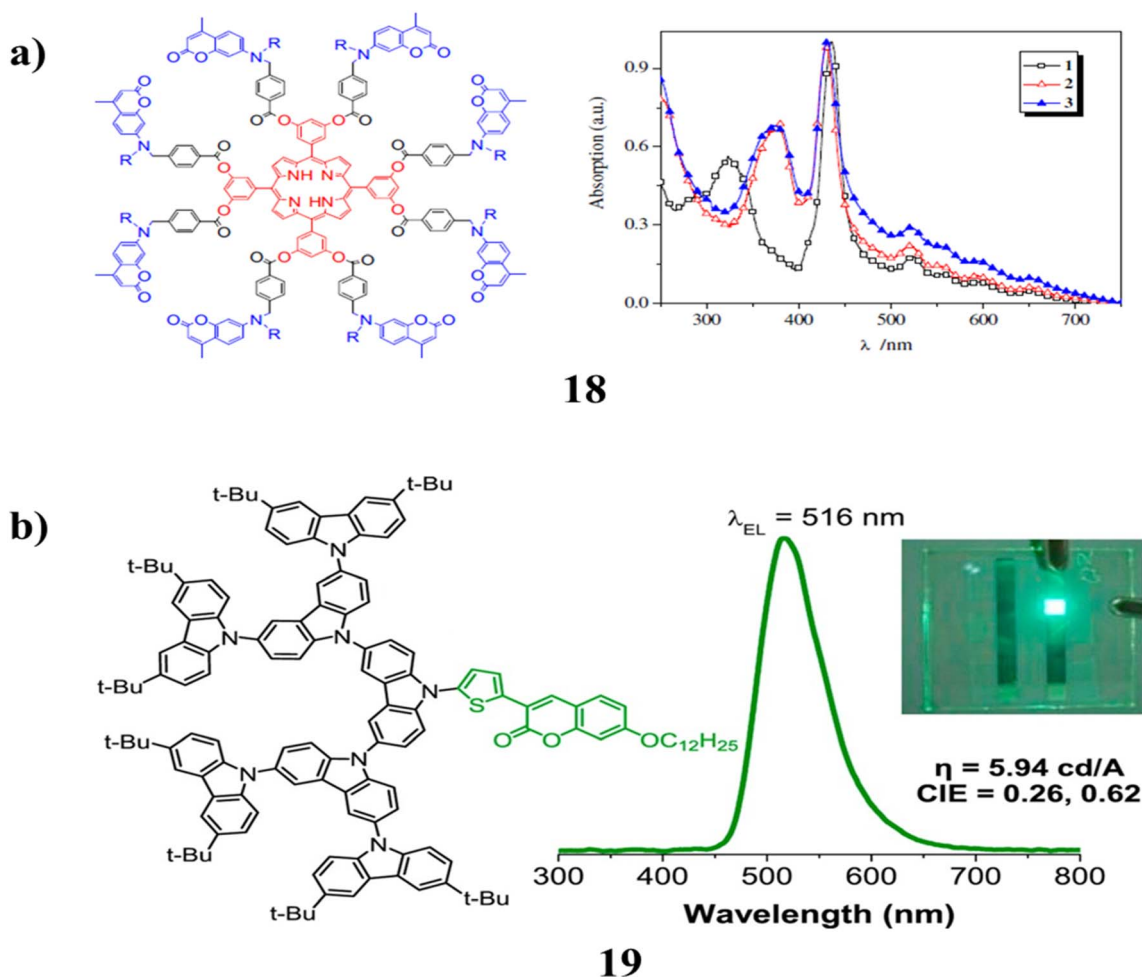 a)
O O N R R N O O
O O N R R N O O
O O O O
O O N R O O O O R N O O
NH N
N HN
O O N R O O O O R N O O
O O O O
O O N R R N O O
Absorption (a.u.)
0.9
0.6
0.3
0.0
1
2
3
300 400 500 600 700
λ /nm
18
b)
t-Bu t-Bu
N
t-Bu
N N
t-Bu
N S
O O OC12H25
t-Bu
N N
t-Bu
N
t-Bu t-Bu
λEL = 516 nm
η = 5.94 cd/A
CIE = 0.26, 0.62
300 400 500 600 700 800
Wavelength (nm)
19